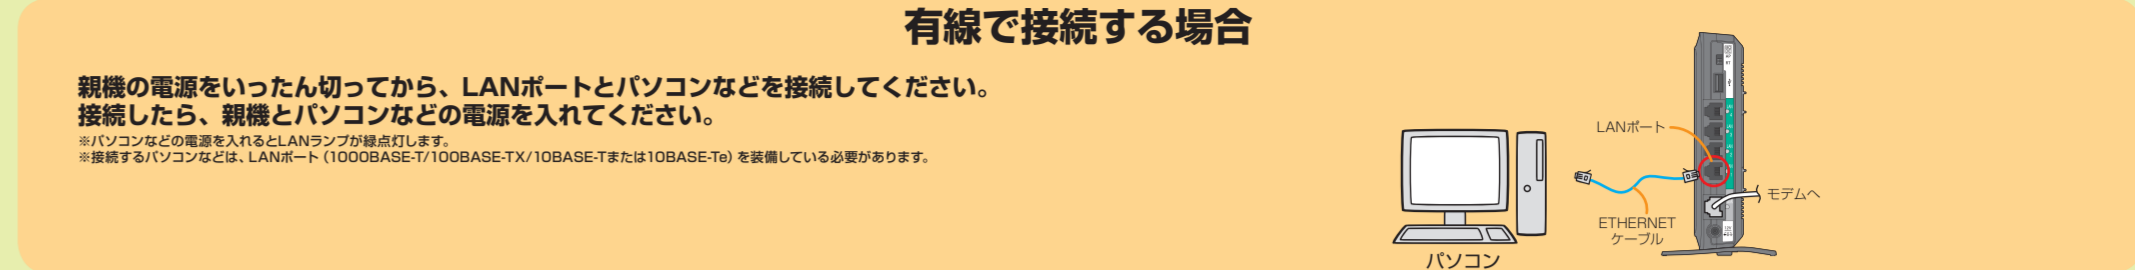 有線で接続する場合
親機の電源をいったん切ってから、LANポートとパソコンなどを接続してください。
接続したら、親機とパソコンなどの電源を入れてください。
※パソコンなどの電源を入れるとLANランプが緑点灯します。
※接続するパソコンなどは、LANポート（1000BASE-T/100BASE-TX/10BASE-Tまたは10BASE-Te）を装備している必要があります。
LANポート
モデムへ
ETHERNET
ケーブル
パソコン